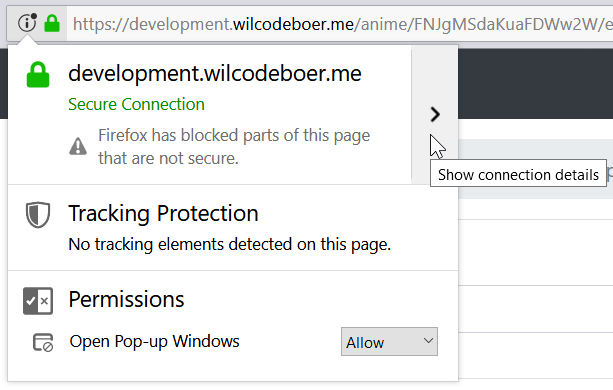 https://development.wilcodeboer.me/anime/FNJgMSdaKuaFDWw2W/e
development.wilcodeboer.me
Secure Connection
Firefox has blocked parts of this page
that are not secure.
Show connection details
Tracking Protection
No tracking elements detected on this page.
Permissions
Open Pop-up Windows
Allow